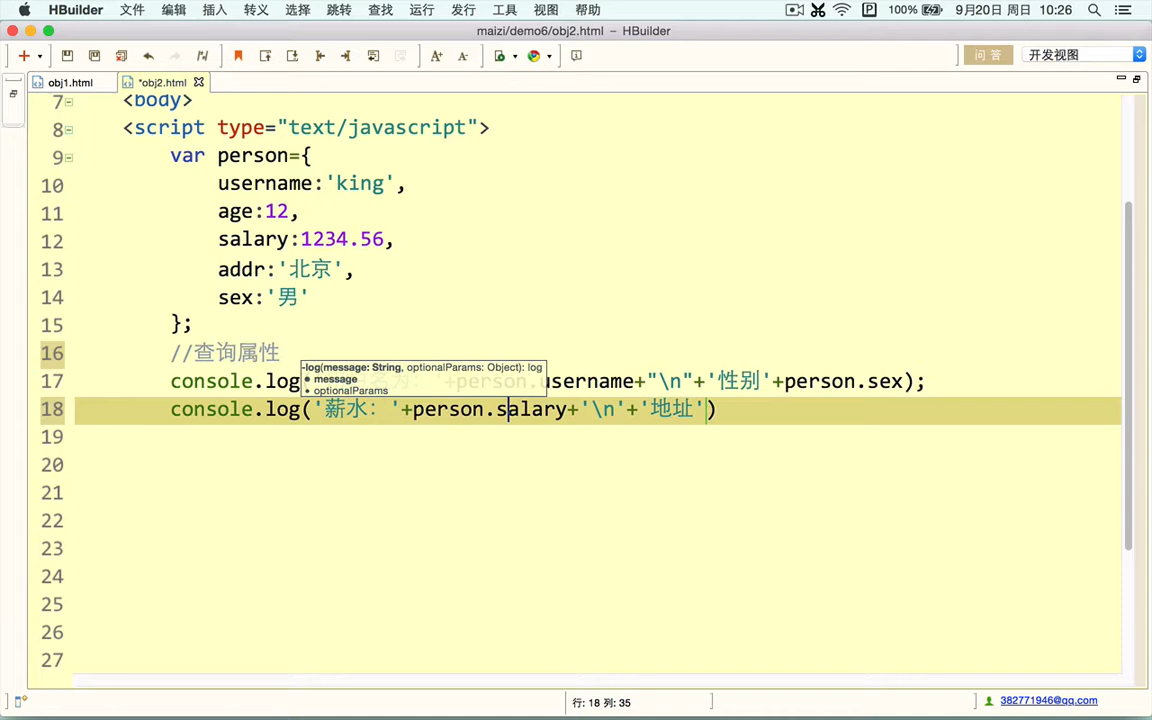 HBuilder 文件 编辑 插入 转义 选择 跳转 查找 运行 发行 工具 视图 帮助 100% 9月20日 周日 10:26
maizi/demo6/obj2.html – HBuilder
问 答 开发视图
obj1.html *obj2.html
7 <body>
8 <script type="text/javascript">
9 var person={
10 username:'king',
11 age:12,
12 salary:1234.56,
13 addr:'北京',
14 sex:'男'
15 };
16 //查询属性
-log(message: String, optionalParams: Object): log
• message
• optionalParams
17 console.log 名为: '+person.username+"\n"+'性别'+person.sex);
18 console.log('薪水: '+person.salary+'\n'+'地址')
19
20
21
22
23
24
25
26
27
行: 18 列: 35
382771946@qq.com